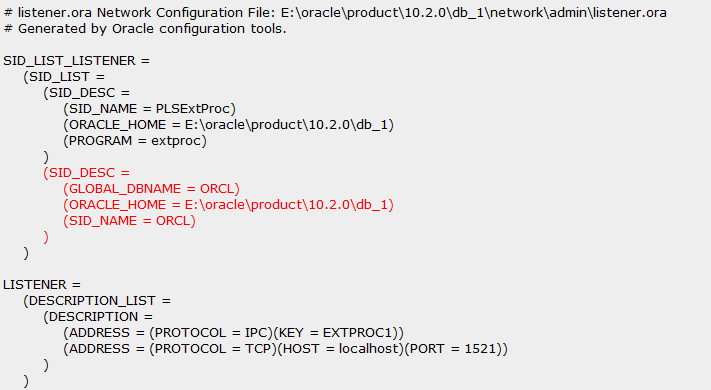 # listener.ora Network Configuration File: E:\oracle\product\10.2.0\db_1\network\admin\listener.ora
# Generated by Oracle configuration tools.

SID_LIST_LISTENER =
  (SID_LIST =
    (SID_DESC =
      (SID_NAME = PLSExtProc)
      (ORACLE_HOME = E:\oracle\product\10.2.0\db_1)
      (PROGRAM = extproc)
    )
    (SID_DESC =
      (GLOBAL_DBNAME = ORCL)
      (ORACLE_HOME = E:\oracle\product\10.2.0\db_1)
      (SID_NAME = ORCL)
    )
  )

LISTENER =
  (DESCRIPTION_LIST =
    (DESCRIPTION =
      (ADDRESS = (PROTOCOL = IPC)(KEY = EXTPROC1))
      (ADDRESS = (PROTOCOL = TCP)(HOST = localhost)(PORT = 1521))
    )
  )